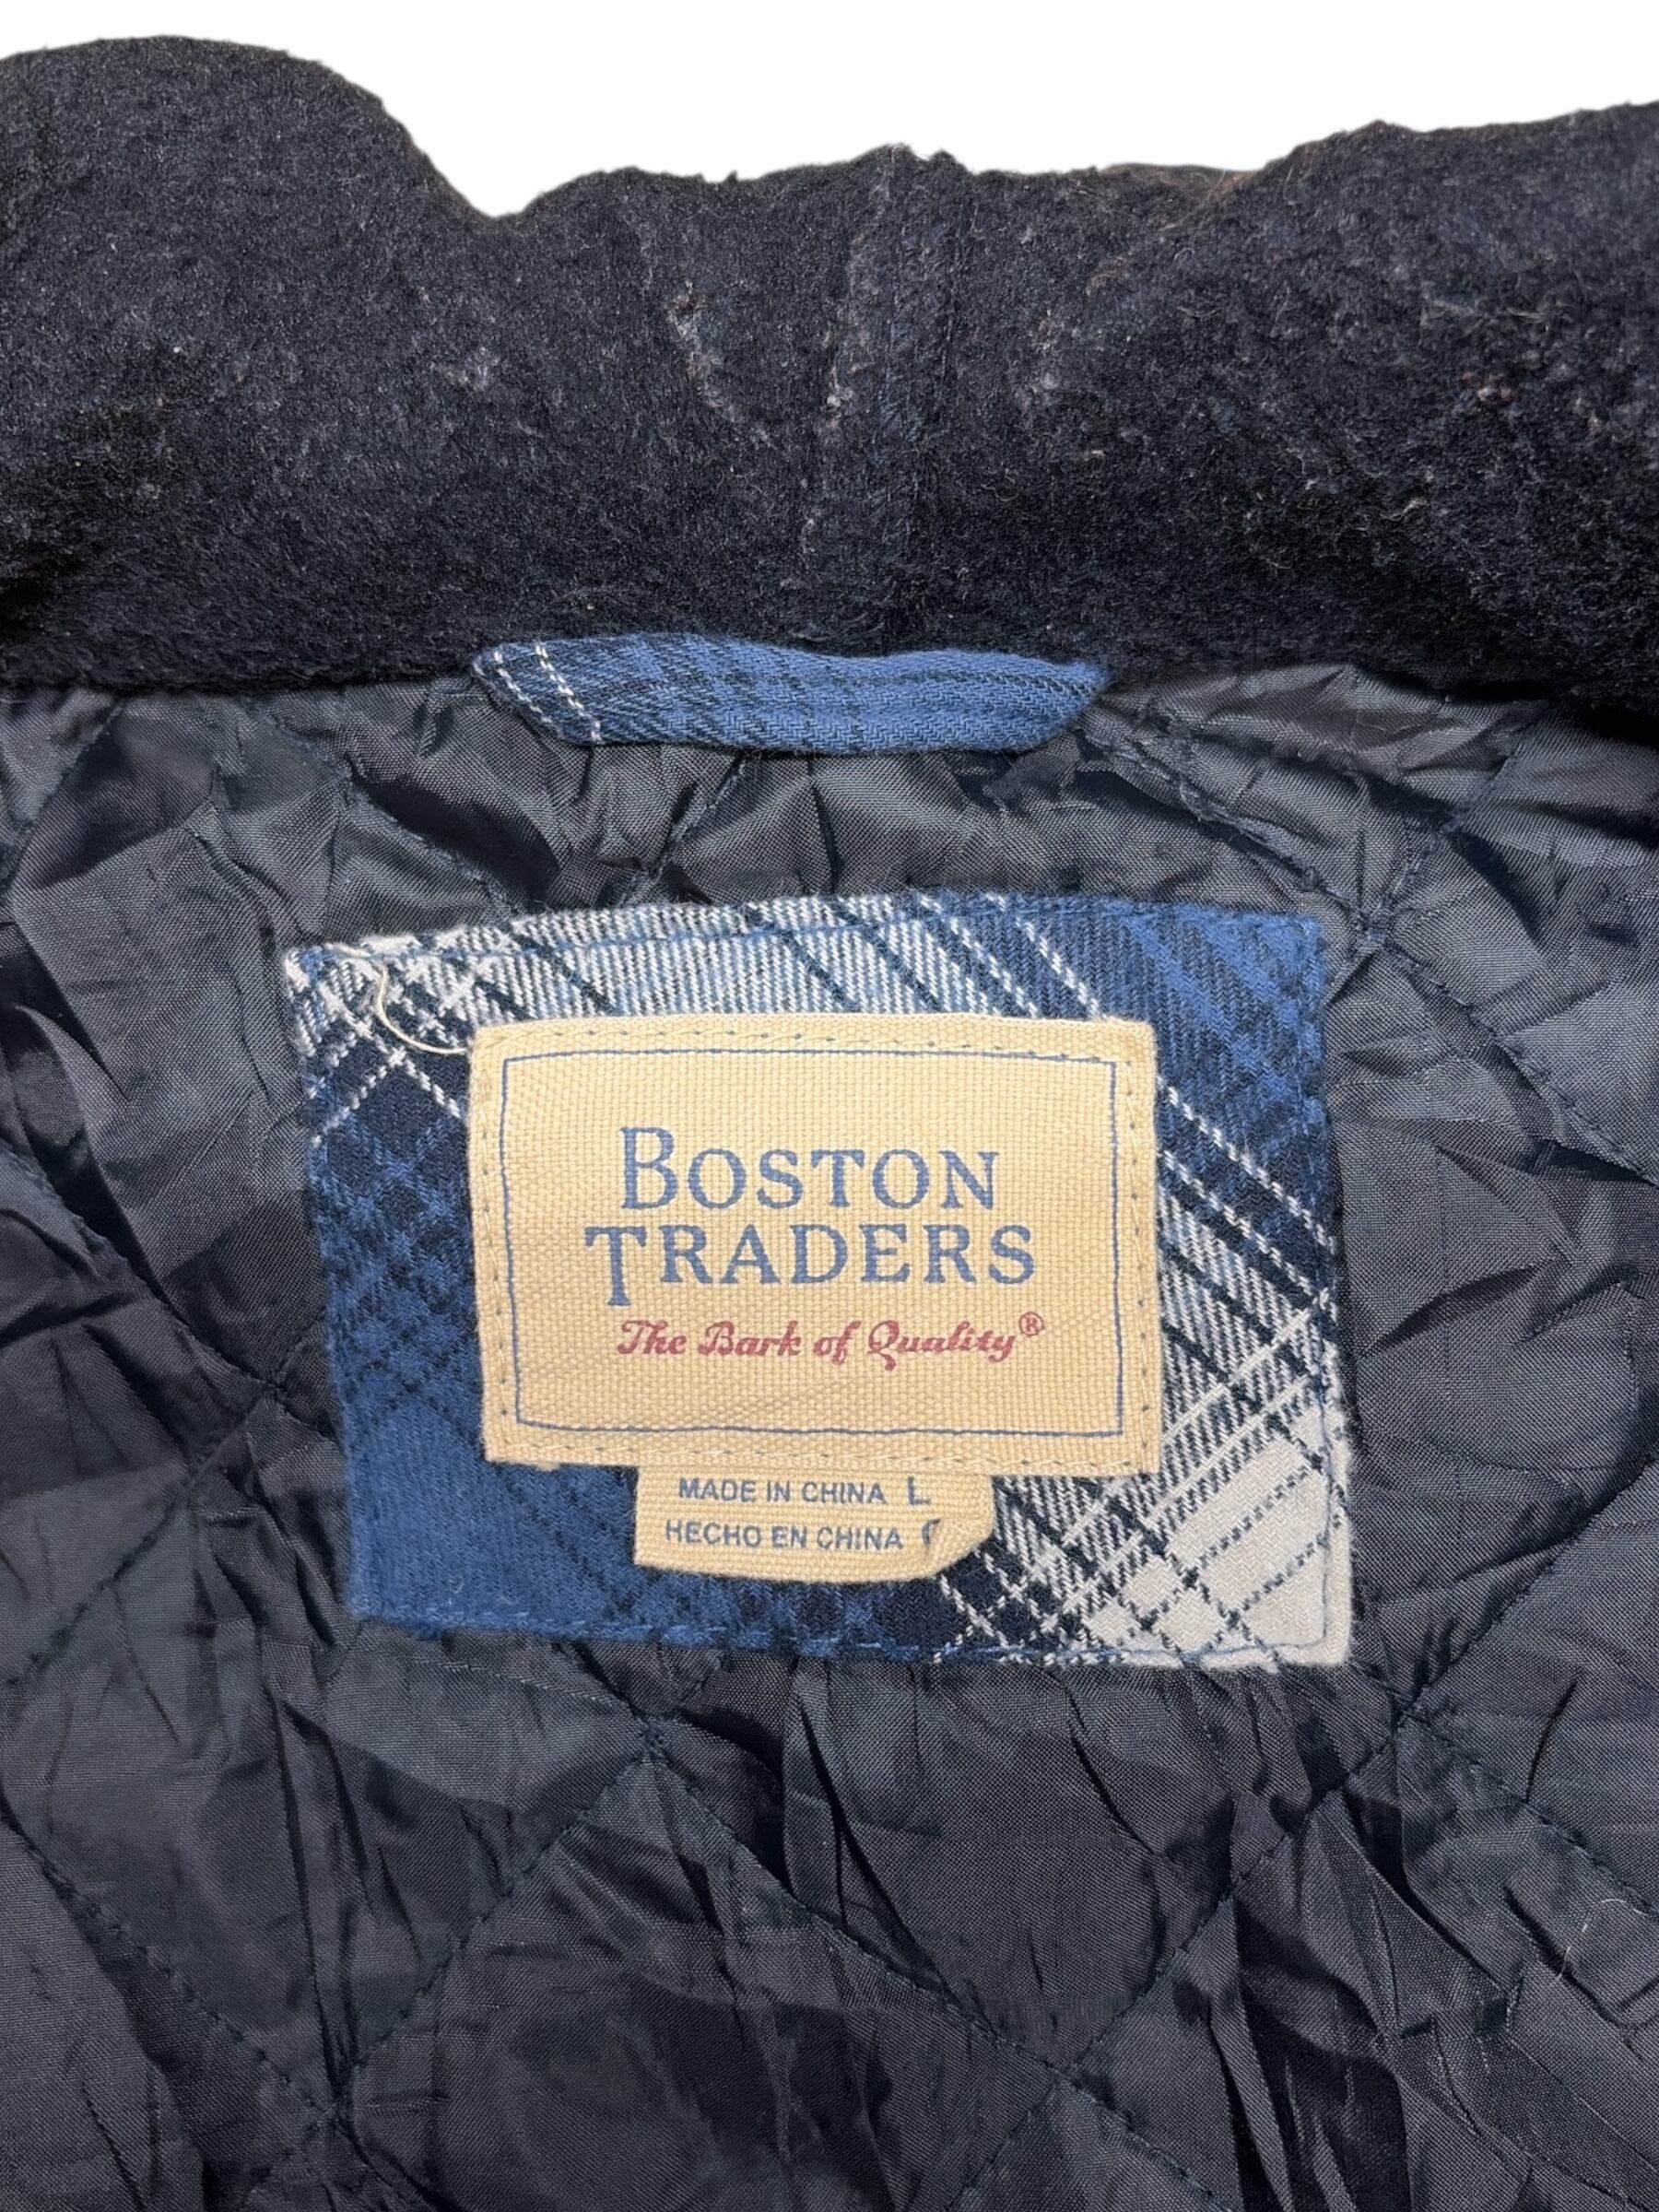 BOSTON
TRADERS
The Bark of Quality®
MADE IN CHINA L
HECHO EN CHINA